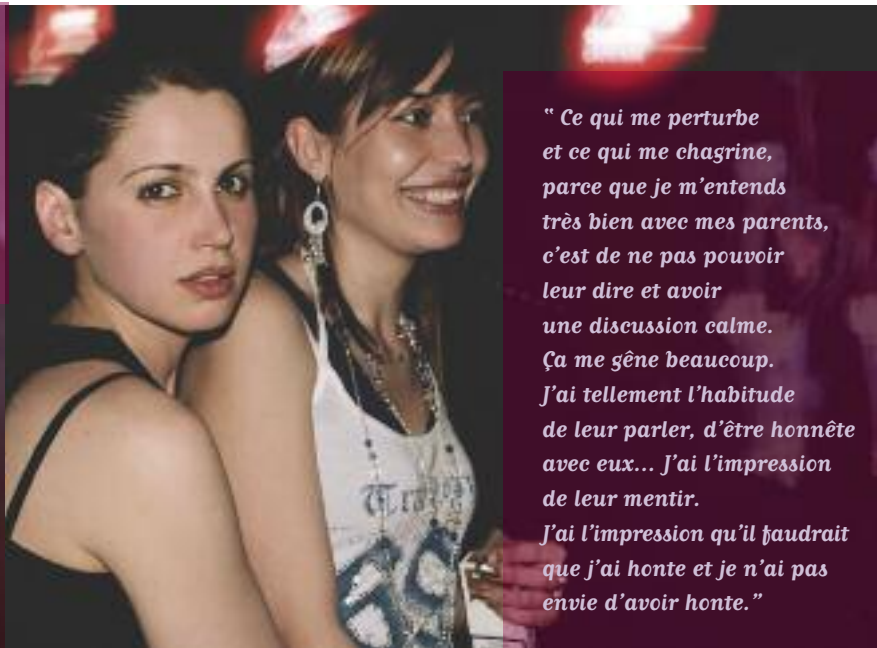 “ Ce qui me perturbe
et ce qui me chagrine,
parce que je m’entends
très bien avec mes parents,
c’est de ne pas pouvoir
leur dire et avoir
une discussion calme.
Ça me gêne beaucoup.
J’ai tellement l’habitude
de leur parler, d’être honnête
avec eux... J’ai l’impression
de leur mentir.
J’ai l’impression qu’il faudrait
que j’ai honte et je n’ai pas
envie d’avoir honte.”